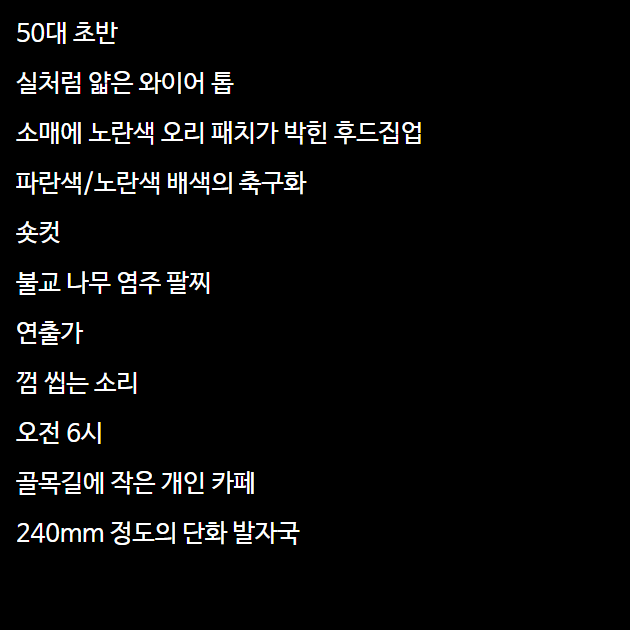 50대 초반
실처럼 얇은 와이어 톱
소매에 노란색 오리 패치가 박힌 후드집업
파란색/노란색 배색의 축구화
숏컷
불교 나무 염주 팔찌
연출가
껌 씹는 소리
오전 6시
골목길에 작은 개인 카페
240mm 정도의 단화 발자국